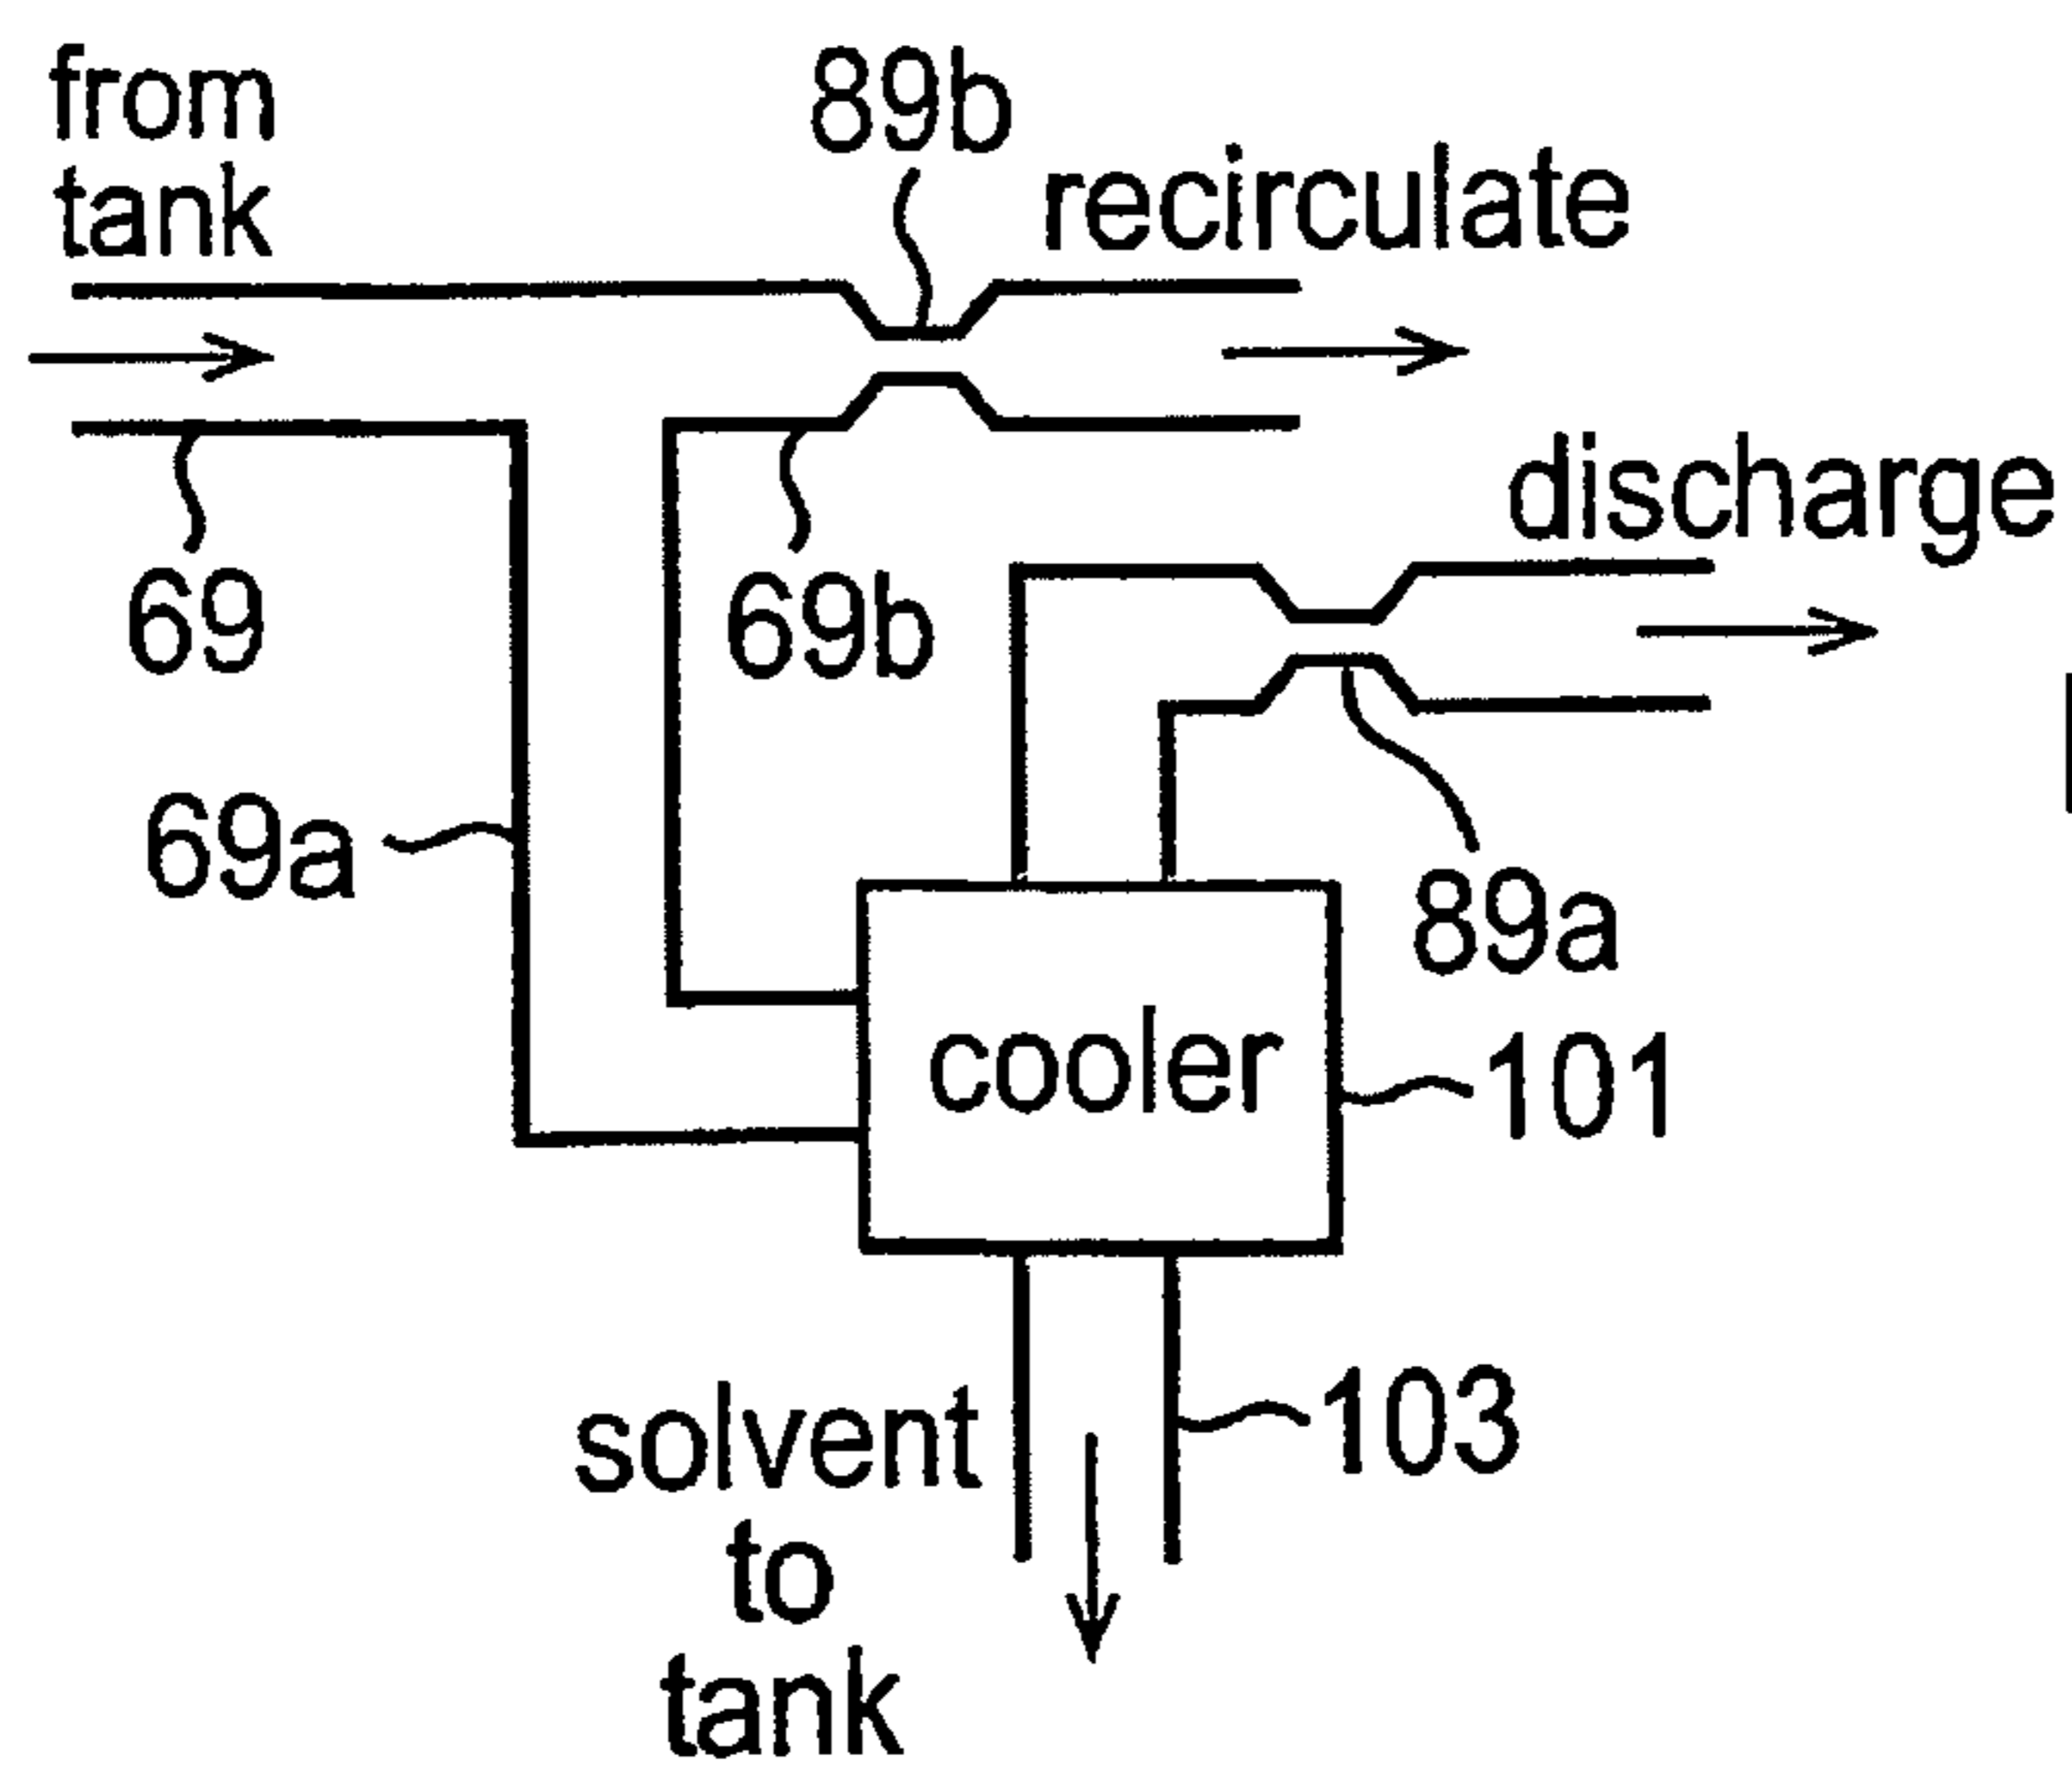 from
tank
89b
recirculate
discharge
69
69b
69a
89a
cooler
101
103
solvent
to
tank